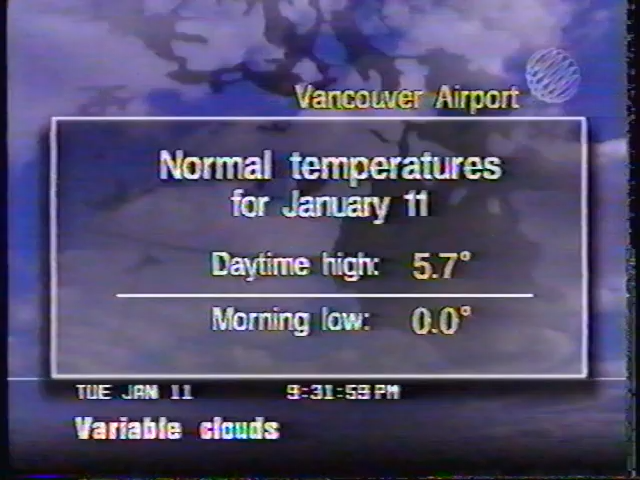 Vancouver Airport
Normal temperatures
for January 11
Daytime high: 5.7°
Morning low: 0.0°
TUE JAN 11 9:31:59 PM
Variable clouds